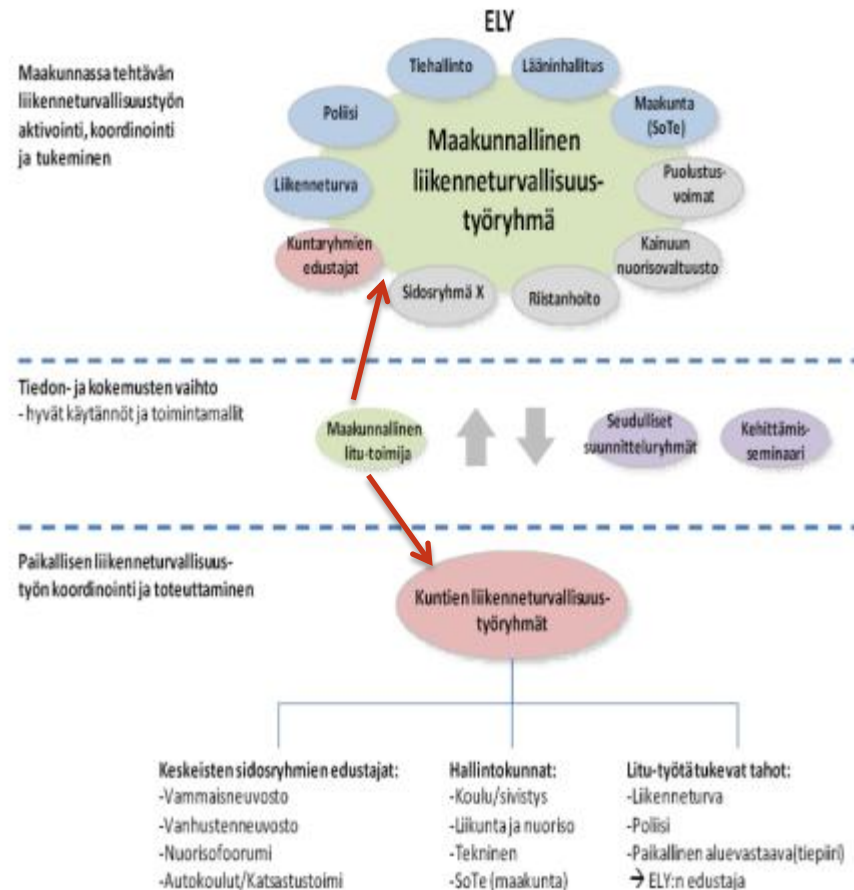 ELY
Tiehallinto
Lääninhallitus
Poliisi
Maakunta
(SoTe)
Maakunnassa tehtävän
liikenneturvallisuustyön
aktivointi, koordinointi
ja tukeminen
Maakunnallinen
liikenneturvallisuus-
työryhmä
Liikenneturva
Puolustus-
voimat
Kuntaryhmien
edustajat
Kainuun
nuorisovaltuusto
Sidosryhmä X
Riistanhoito
Tiedon- ja kokemusten vaihto
- hyvät käytännöt ja toimintamallit
Maakunnallinen
litu-toimija
Seudulliset
suunnitteluryhmät
Kehittämis-
seminaari
Paikallisen liikenneturvallisuus-
työn koordinointi ja toteuttaminen
Kuntien liikenneturvallisuus-
työryhmät
Keskeisten sidosryhmien edustajat:
-Vammaisneuvosto
-Vanhustenneuvosto
-Nuorisofoorumi
-Autokoulut/Katsastustoimi
Hallintokunnat:
-Koulu/sivistys
-Liikunta ja nuoriso
-Tekninen
-SoTe (maakunta)
Litu-työtä tukevat tahot:
-Liikenneturva
-Poliisi
-Paikallinen aluevastaava(tiepiiri)
→ ELY:n edustaja